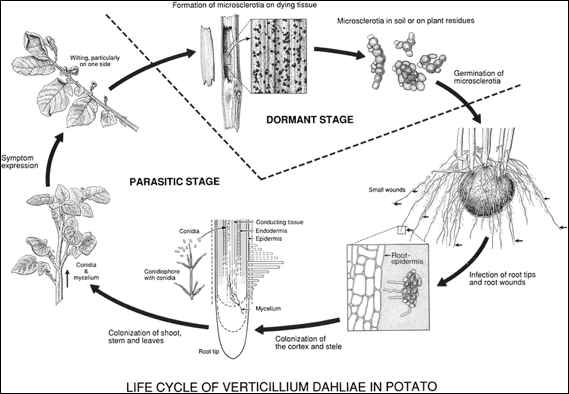 Formation of microsclerotia on dying tissue
Microsclerotia in soil or on plant residues
Wilting, particularly
on one side
Germination of
microsclerotia
DORMANT STAGE
Symptom
expression
PARASITIC STAGE
Small wounds
Conducting tissue
Endodermis
Epidermis
Conidia
Conidiophore
with conidia
Mycelium
Root tip
Root-
epidermis
Infection of root tips
and root wounds
Conidia
&
mycelium
Colonization of
the cortex and stele
Colonization of shoot,
stem and leaves
LIFE CYCLE OF VERTICILLIUM DAHLIAE IN POTATO